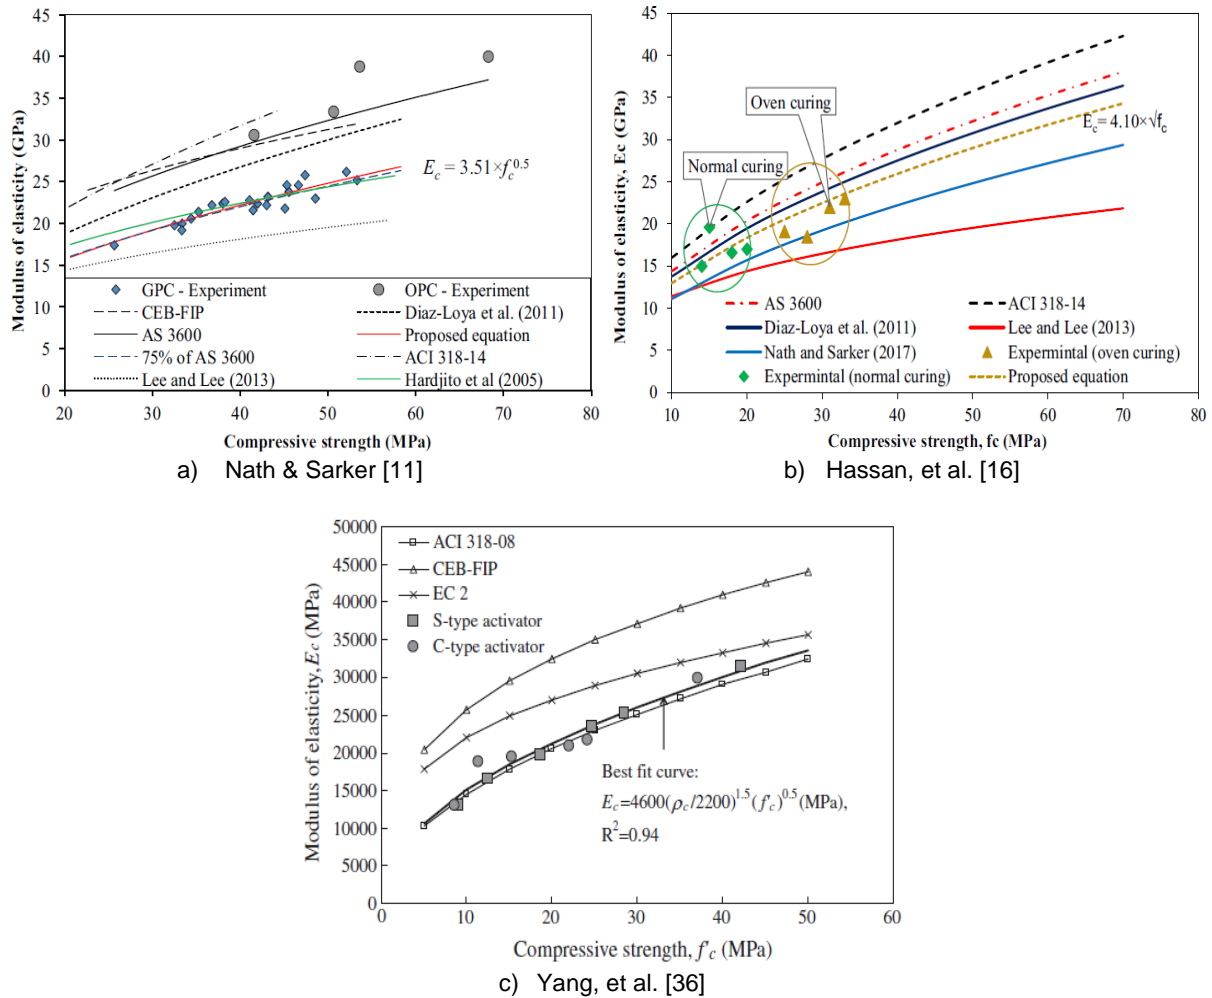 45
40
35
30
25
20
15
10
5
0
Modulus of elasticity (GPa)
E_c = 3.51×f_c^0.5
GPC - Experiment
OPC - Experiment
CEB-FIP
Diaz-Loya et al. (2011)
AS 3600
Proposed equation
75% of AS 3600
ACI 318-14
Lee and Lee (2013)
Hardjito et al (2005)
20 30 40 50 60 70 80
Compressive strength (MPa)
a) Nath & Sarker [11]
45
40
35
30
25
20
15
10
5
0
Modulus of elasticity, Ec (GPa)
Oven curing
Normal curing
E_c = 4.10×√f_c
AS 3600
ACI 318-14
Diaz-Loya et al. (2011)
Lee and Lee (2013)
Nath and Sarker (2017)
Expermintal (oven curing)
Expermintal (normal curing)
Proposed equation
10 20 30 40 50 60 70 80
Compressive strength, fc (MPa)
b) Hassan, et al. [16]
50000
45000
40000
35000
30000
25000
20000
15000
10000
5000
0
Modulus of elasticity, E_c (MPa)
ACI 318-08
CEB-FIP
EC 2
S-type activator
C-type activator
Best fit curve:
E_c=4600(ρ_c/2200)^1.5(f'_c)^0.5 (MPa),
R²=0.94
0 10 20 30 40 50 60
Compressive strength, f'_c (MPa)
c) Yang, et al. [36]